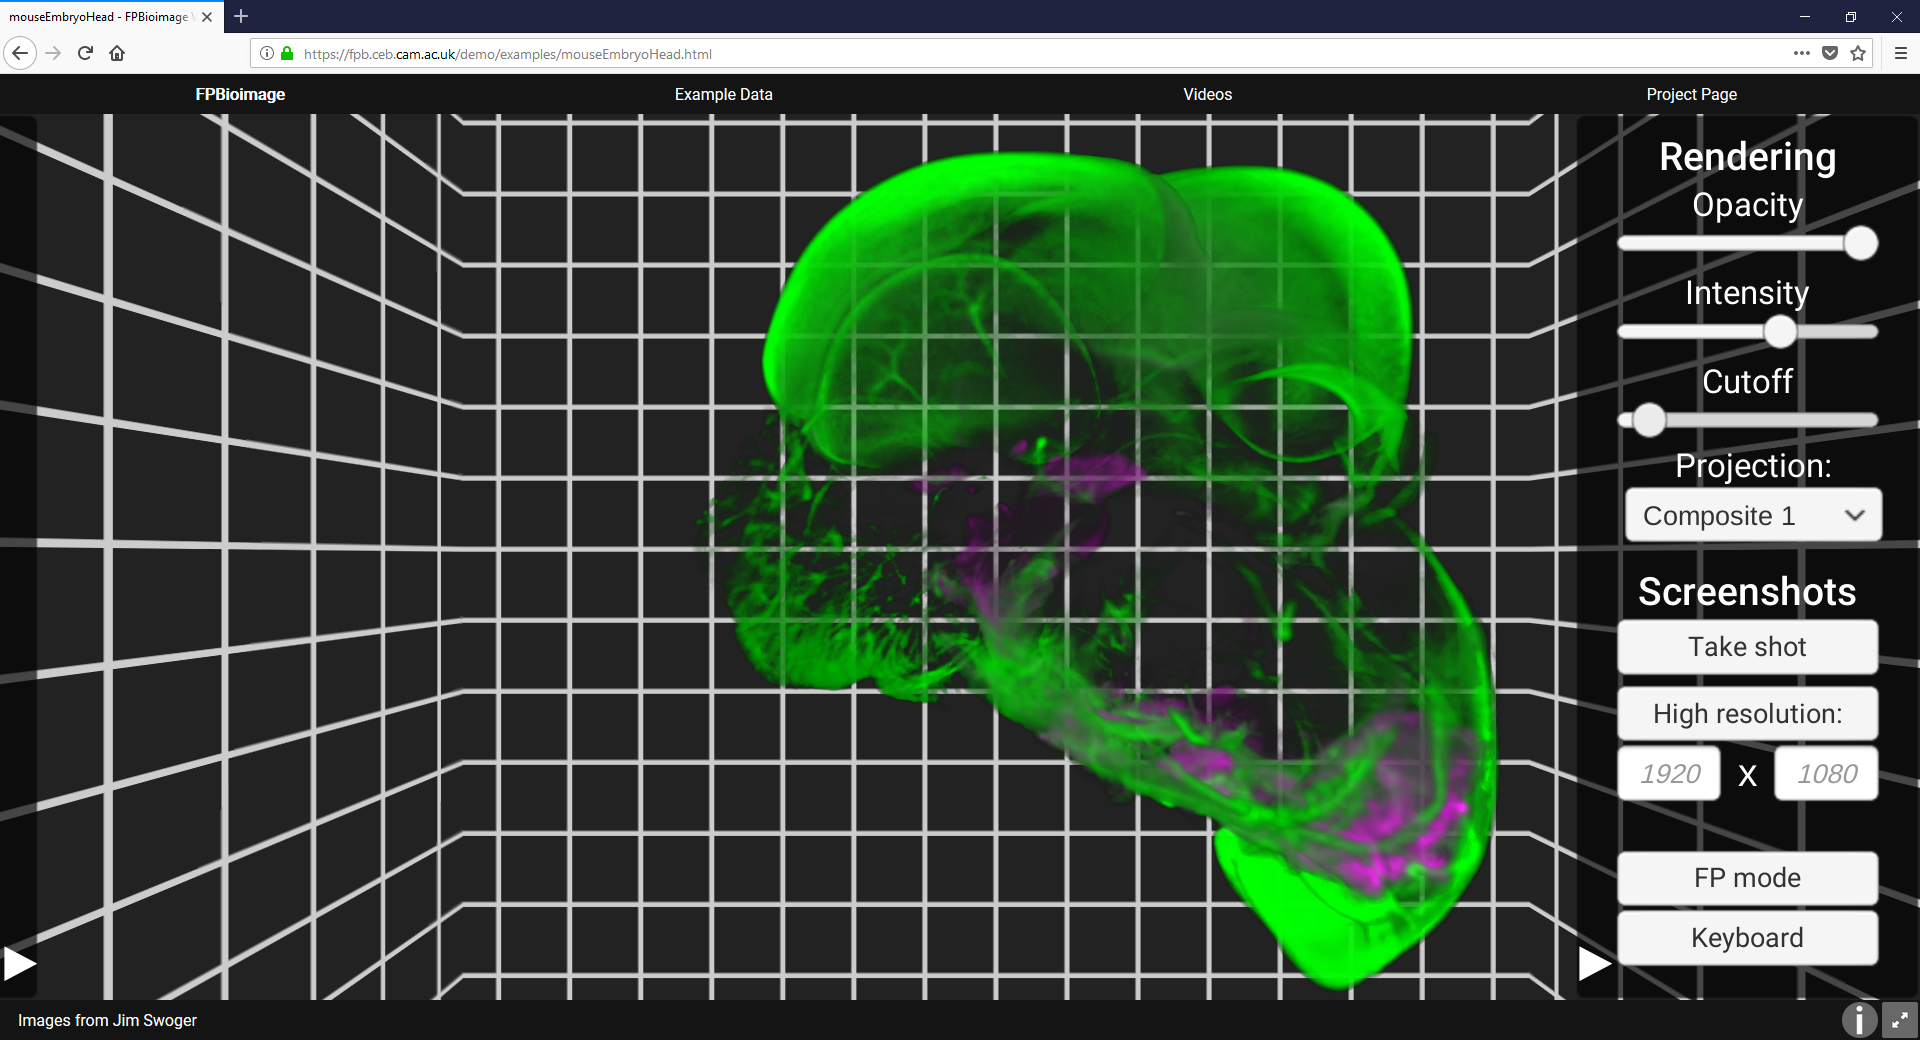 mouseEmbryoHead - FPBioimage
https://fpb.ceb.cam.ac.uk/demo/examples/mouseEmbryoHead.html
FPBioimage
Example Data
Videos
Project Page
Rendering
Opacity
Intensity
Cutoff
Projection:
Composite 1
Screenshots
Take shot
High resolution:
1920 X 1080
FP mode
Keyboard
Images from Jim Swoger